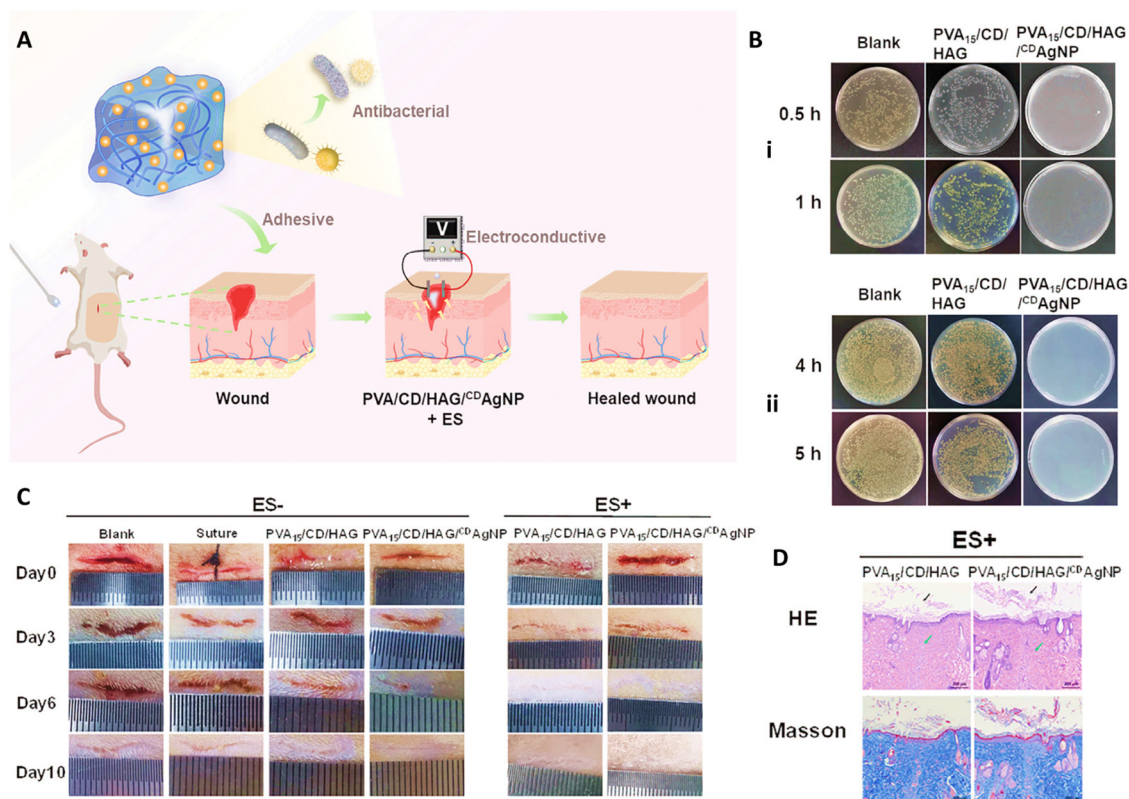 A
Antibacterial
Adhesive
V
- +
Electroconductive
Wound
PVA/CD/HAG/ᶜᴰAgNP
+ ES
Healed wound
B
Blank
PVA₁₅/CD/
HAG
PVA₁₅/CD/HAG
/ᶜᴰAgNP
0.5 h
i
1 h
Blank
PVA₁₅/CD/
HAG
PVA₁₅/CD/HAG
/ᶜᴰAgNP
4 h
ii
5 h
C
ES-
ES+
Blank
Suture
PVA₁₅/CD/HAG
PVA₁₅/CD/HAG/ᶜᴰAgNP
PVA₁₅/CD/HAG
PVA₁₅/CD/HAG/ᶜᴰAgNP
Day0
Day3
Day6
Day10
D
ES+
PVA₁₅/CD/HAG
PVA₁₅/CD/HAG/ᶜᴰAgNP
HE
Masson